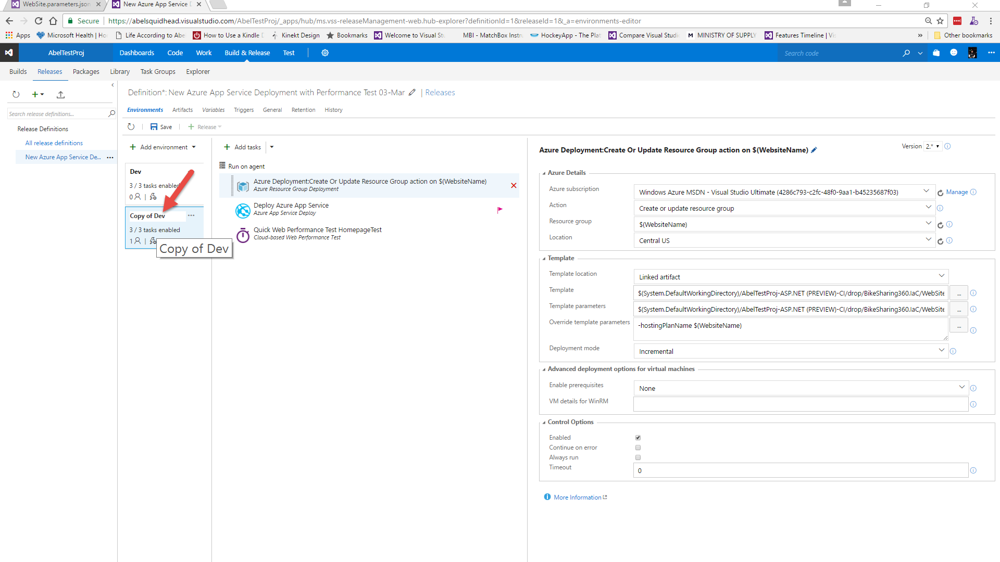 WebSite.parameters.json
New Azure App Service D
Secure
https://abelsquidhead.visualstudio.com/AbelTestProj/_apps/hub/ms.vss-releaseManagement-web.hub-explorer?definitionId=1&releaseId=1&_a=environments-editor
Apps
Microsoft Health | Ho
Life According to Abe
How to Use a Kindle D
Kinekt Design
Bookmarks
Welcome to Visual Stu
MBI - MatchBox Instru
HockeyApp - The Plat
Compare Visual Studio
M MINISTRY OF SUPPLY
Features Timeline | Vis
»
Other bookmarks
AbelTestProj
Dashboards
Code
Work
Build & Release
Test
Search code
Builds
Releases
Packages
Library
Task Groups
Explorer
Search release definitions...
Release Definitions
All release definitions
New Azure App Service De...
Definition*: New Azure App Service Deployment with Performance Test 03-Mar | Releases
Environments
Artifacts
Variables
Triggers
General
Retention
History
Save
Release
Add environment
Dev
3 / 3 tasks enabled
0 |
Copy of Dev
3 / 3 tasks enabled
1 |
Copy of Dev
Add tasks
Run on agent
Azure Deployment:Create Or Update Resource Group action on $(WebsiteName)
Azure Resource Group Deployment
Deploy Azure App Service
Azure App Service Deploy
Quick Web Performance Test HomepageTest
Cloud-based Web Performance Test
Azure Deployment:Create Or Update Resource Group action on $(WebsiteName)
Version 2.*
Azure Details
Azure subscription
Windows Azure MSDN - Visual Studio Ultimate (4286c793-c2fc-48f0-9aa1-b45235687f03)
Manage
Action
Create or update resource group
Resource group
$(WebsiteName)
Location
Central US
Template
Template location
Linked artifact
Template
$(System.DefaultWorkingDirectory)/AbelTestProj-ASP.NET (PREVIEW)-CI/drop/BikeSharing360.IaC/WebSite
...
Template parameters
$(System.DefaultWorkingDirectory)/AbelTestProj-ASP.NET (PREVIEW)-CI/drop/BikeSharing360.IaC/WebSite
...
Override template parameters
-hostingPlanName $(WebsiteName)
...
Deployment mode
Incremental
Advanced deployment options for virtual machines
Enable prerequisites
None
VM details for WinRM
Control Options
Enabled
Continue on error
Always run
Timeout
0
More Information